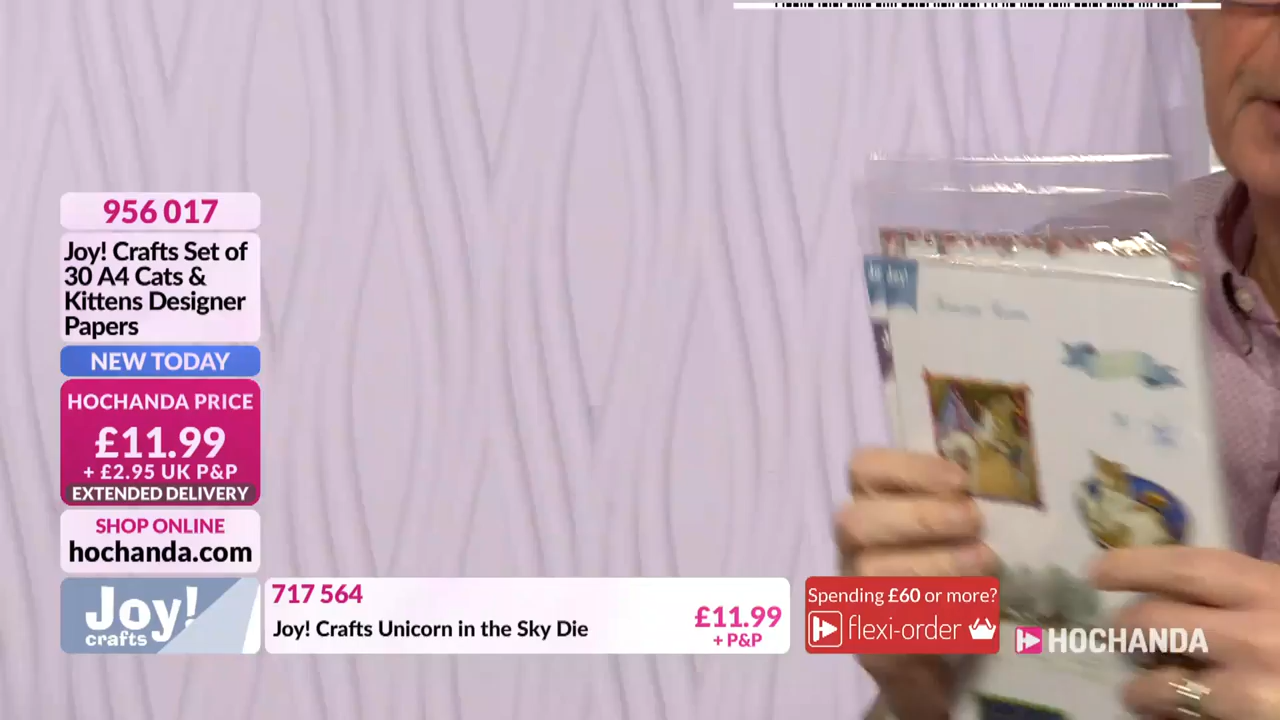 956 017
Joy! Crafts Set of
30 A4 Cats &
Kittens Designer
Papers
NEW TODAY
HOCHANDA PRICE
£11.99
+ £2.95 UK P&P
EXTENDED DELIVERY
SHOP ONLINE
hochanda.com
Joy!
crafts
717 564
Joy! Crafts Unicorn in the Sky Die
£11.99
+ P&P
Spending £60 or more?
flexi-order
HOCHANDA